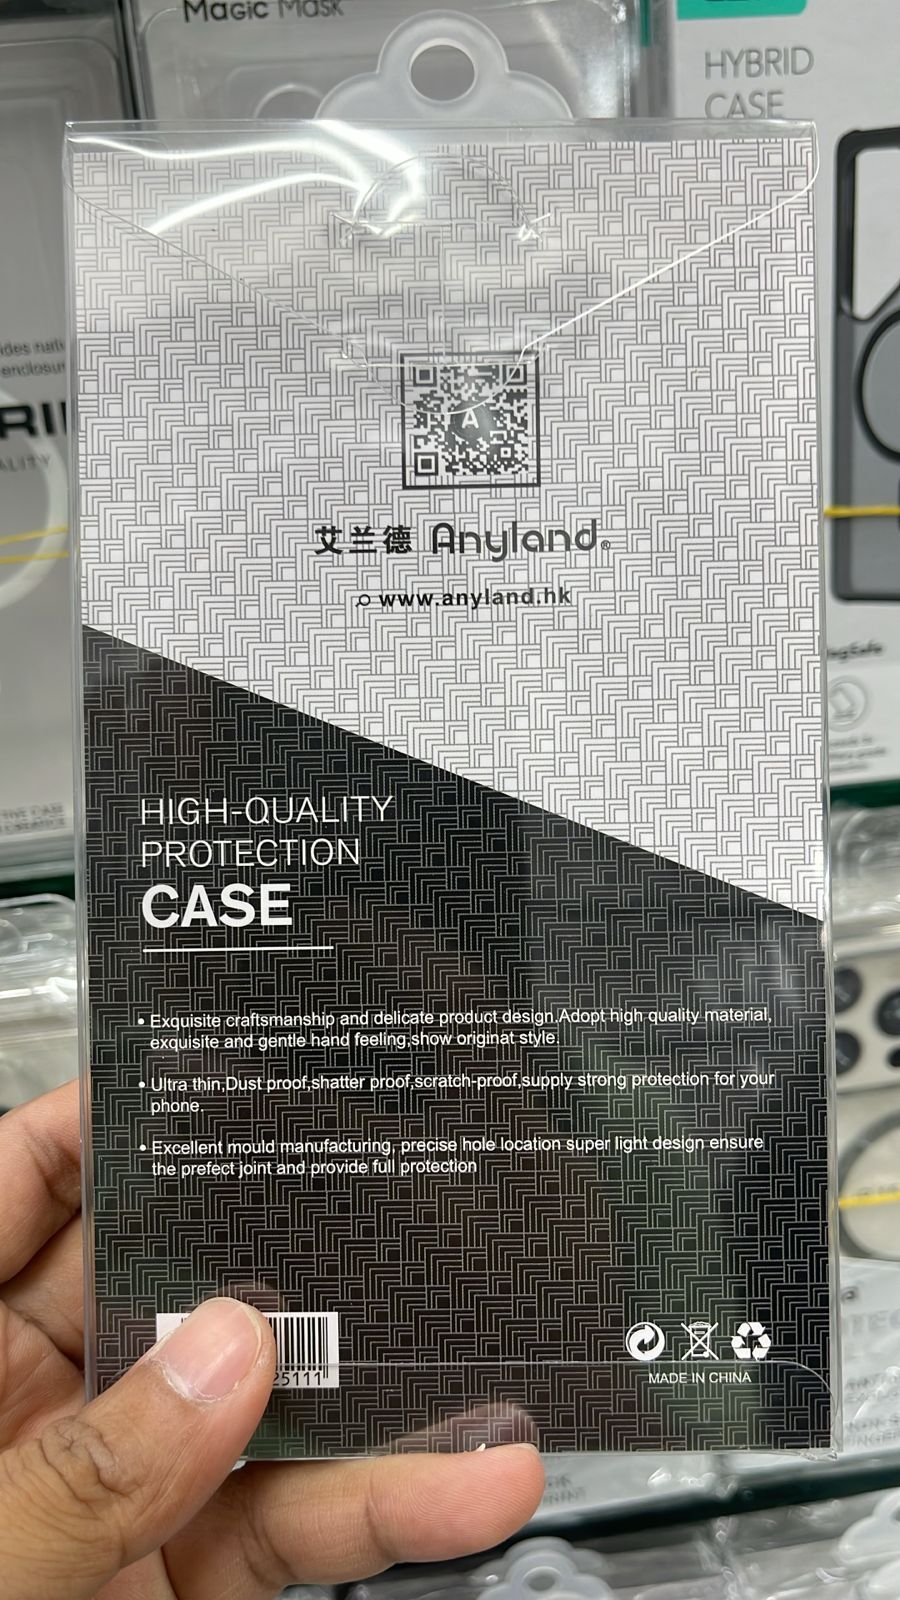 MAGIC MASK
HYBRID
CASE
A
艾兰德 Anyland®
www.anyland.hk
HIGH-QUALITY
PROTECTION
CASE
• Exquisite craftsmanship and delicate product design.Adopt high quality material,
exquisite and gentle hand feeling,show originat style.
• Ultra thin,Dust proof,shatter proof,scratch-proof,supply strong protection for your
phone.
• Excellent mould manufacturing, precise hole location super light design ensure
the prefect joint and provide full protection
25111
MADE IN CHINA